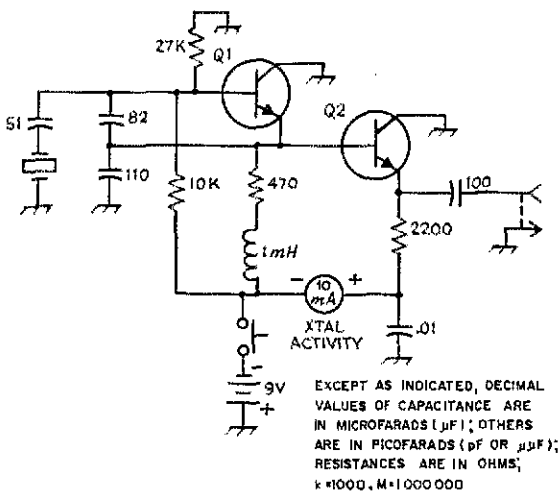 27K
Q1
51
82
Q2
110
10K
470
100
2200
1mH
- 10 mA +
XTAL
ACTIVITY
.01
-
9V
+
EXCEPT AS INDICATED, DECIMAL
VALUES OF CAPACITANCE ARE
IN MICROFARADS (µF); OTHERS
ARE IN PICOFARADS (pF OR µµF);
RESISTANCES ARE IN OHMS;
k=1000, M=1000000